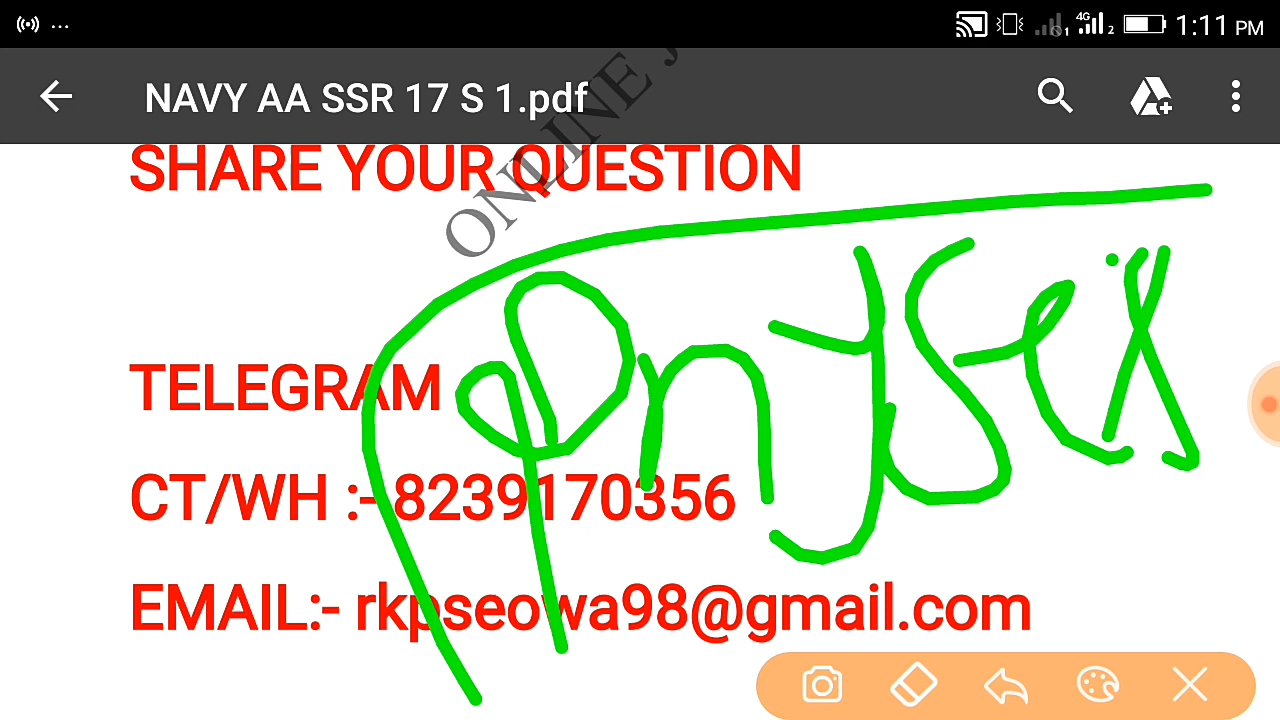 1:11 PM
NAVY AA SSR 17 S 1.pdf
ONLINE J
SHARE YOUR QUESTION
TELEGRAM
CT/WH :- 8239170356
EMAIL:- rkpseowa98@gmail.com